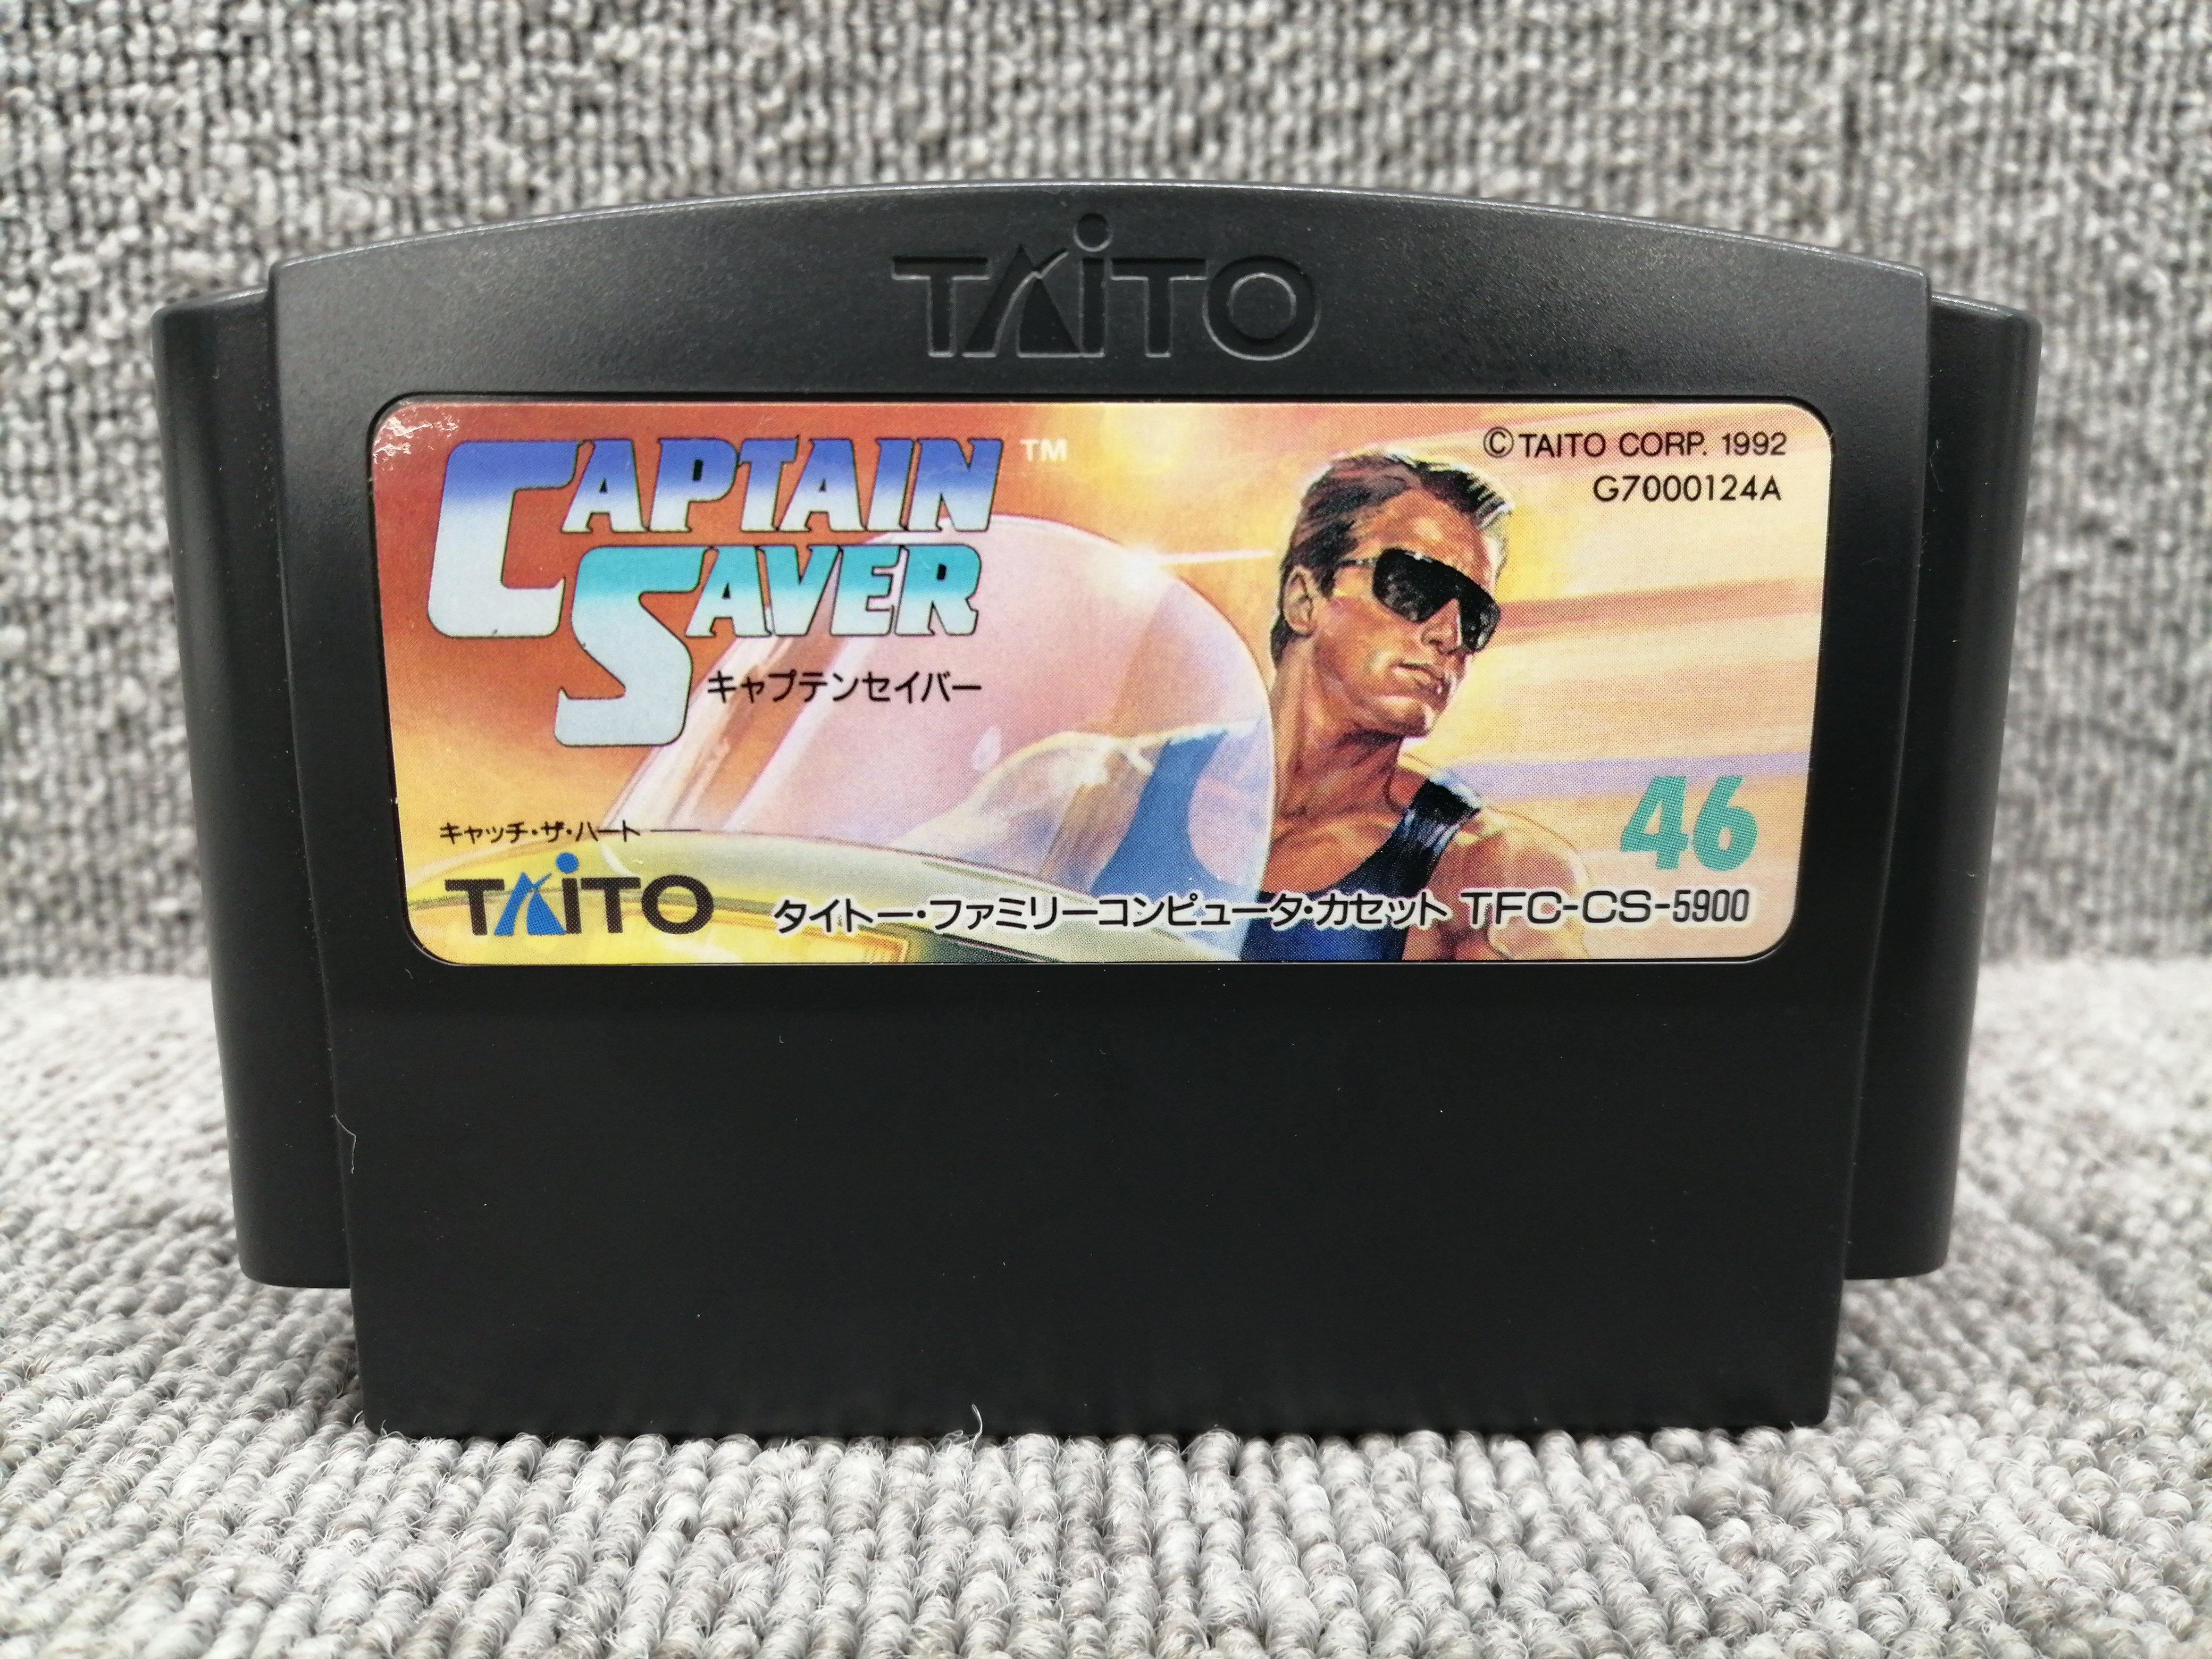 TAiTO
CAPTAIN TM
SAVER
キャプテンセイバー
©TAITO CORP. 1992
G7000124A
46
キャッチ・ザ・ハート
TAiTO
タイトー・ファミリーコンピュータ・カセット TFC-CS-5900